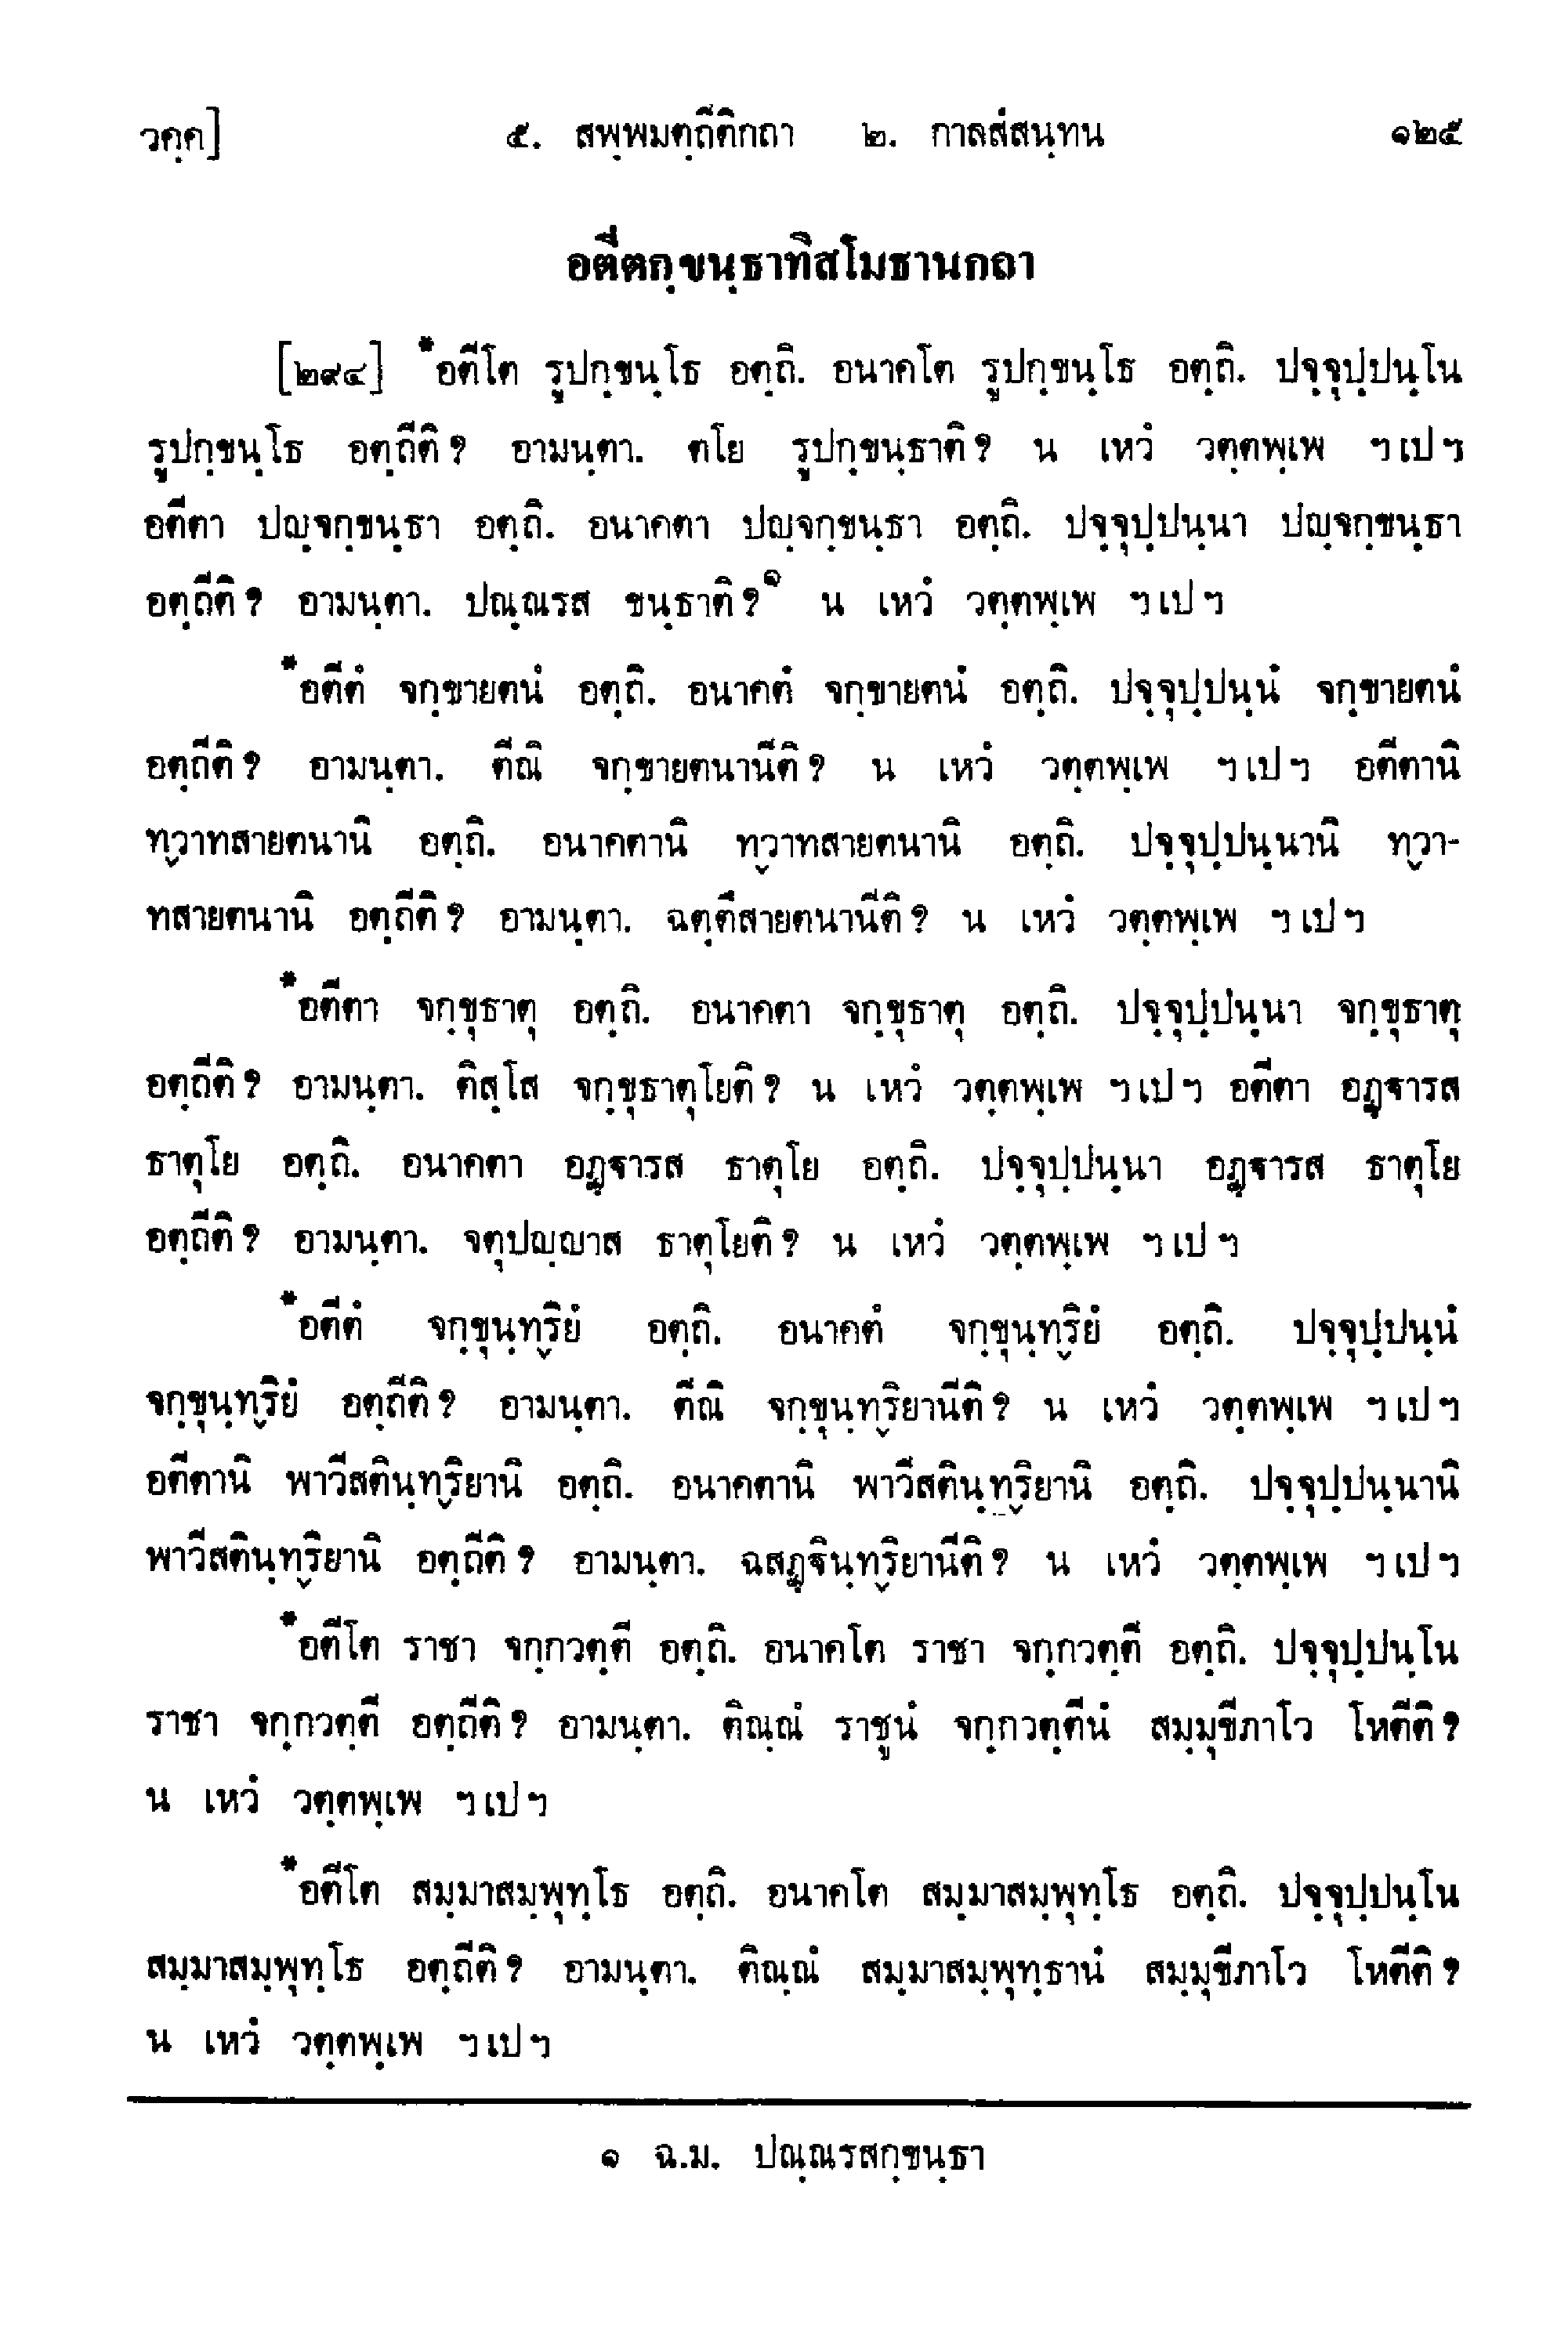 วคฺค] ๕. สพฺพมตฺถีติกถา ๒. กาลสํสนฺทน ๑๒๕
อตีตกฺขนฺธาทิสโมธานกถา
[๒๙๔] *อตีโต รูปกฺขนฺโธ อตฺถิ. อนาคโต รูปกฺขนฺโธ อตฺถิ. ปจฺจุปฺปนฺโน
รูปกฺขนฺโธ อตฺถีติ? อามนฺตา. ตโย รูปกฺขนฺธาติ? น เหวํ วตฺตพฺเพ ฯเปฯ
อตีตา ปญฺจกฺขนฺธา อตฺถิ. อนาคตา ปญฺจกฺขนฺธา อตฺถิ. ปจฺจุปฺปนฺนา ปญฺจกฺขนฺธา
อตฺถีติ? อามนฺตา. ปณฺณรส ขนฺธาติ?๑ น เหวํ วตฺตพฺเพ ฯเปฯ
*อตีตํ จกฺขายตนํ อตฺถิ. อนาคตํ จกฺขายตนํ อตฺถิ. ปจฺจุปฺปนฺนํ จกฺขายตนํ
อตฺถีติ? อามนฺตา. ตีณิ จกฺขายตนานีติ? น เหวํ วตฺตพฺเพ ฯเปฯ อตีตานิ
ทฺวาทสายตนานิ อตฺถิ. อนาคตานิ ทฺวาทสายตนานิ อตฺถิ. ปจฺจุปฺปนฺนานิ ทฺวา-
ทสายตนานิ อตฺถีติ? อามนฺตา. ฉตฺตึสายตนานีติ? น เหวํ วตฺตพฺเพ ฯเปฯ
*อตีตา จกฺขุธาตุ อตฺถิ. อนาคตา จกฺขุธาตุ อตฺถิ. ปจฺจุปฺปนฺนา จกฺขุธาตุ
อตฺถีติ? อามนฺตา. ติสฺโส จกฺขุธาตุโยติ? น เหวํ วตฺตพฺเพ ฯเปฯ อตีตา อฏฺฐารส
ธาตุโย อตฺถิ. อนาคตา อฏฺฐารส ธาตุโย อตฺถิ. ปจฺจุปฺปนฺนา อฏฺฐารส ธาตุโย
อตฺถีติ? อามนฺตา. จตุปญฺญาส ธาตุโยติ? น เหวํ วตฺตพฺเพ ฯเปฯ
*อตีตํ จกฺขุนฺทฺริยํ อตฺถิ. อนาคตํ จกฺขุนฺทฺริยํ อตฺถิ. ปจฺจุปฺปนฺนํ
จกฺขุนฺทฺริยํ อตฺถีติ? อามนฺตา. ตีณิ จกฺขุนฺทฺริยานีติ? น เหวํ วตฺตพฺเพ ฯเปฯ
อตีตานิ พาวีสตินฺทฺริยานิ อตฺถิ. อนาคตานิ พาวีสตินฺทฺริยานิ อตฺถิ. ปจฺจุปฺปนฺนานิ
พาวีสตินฺทฺริยานิ อตฺถีติ? อามนฺตา. ฉสฏฺฐินฺทฺริยานีติ? น เหวํ วตฺตพฺเพ ฯเปฯ
*อตีโต ราชา จกฺกวตฺตี อตฺถิ. อนาคโต ราชา จกฺกวตฺตี อตฺถิ. ปจฺจุปฺปนฺโน
ราชา จกฺกวตฺตี อตฺถีติ? อามนฺตา. ติณฺณํ ราชูนํ จกฺกวตฺตีนํ สมฺมุขีภาโว โหตีติ?
น เหวํ วตฺตพฺเพ ฯเปฯ
*อตีโต สมฺมาสมฺพุทฺโธ อตฺถิ. อนาคโต สมฺมาสมฺพุทฺโธ อตฺถิ. ปจฺจุปฺปนฺโน
สมฺมาสมฺพุทฺโธ อตฺถีติ? อามนฺตา. ติณฺณํ สมฺมาสมฺพุทฺธานํ สมฺมุขีภาโว โหตีติ?
น เหวํ วตฺตพฺเพ ฯเปฯ
๑ ฉ.ม. ปณฺณรสกฺขนฺธา